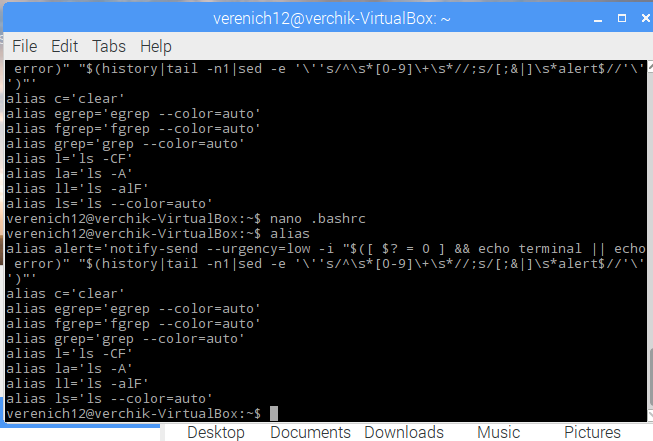 verenich12@verchik-VirtualBox: ~
File Edit Tabs Help
 error)" "$(history|tail -n1|sed -e '\''s/^\s*[0-9]\+\s*//;s/[;&|]\s*alert$//'\'
')"'
alias c='clear'
alias egrep='egrep --color=auto'
alias fgrep='fgrep --color=auto'
alias grep='grep --color=auto'
alias l='ls -CF'
alias la='ls -A'
alias ll='ls -alF'
alias ls='ls --color=auto'
verenich12@verchik-VirtualBox:~$ nano .bashrc
verenich12@verchik-VirtualBox:~$ alias
alias alert='notify-send --urgency=low -i "$([ $? = 0 ] && echo terminal || echo
 error)" "$(history|tail -n1|sed -e '\''s/^\s*[0-9]\+\s*//;s/[;&|]\s*alert$//'\'
')"'
alias c='clear'
alias egrep='egrep --color=auto'
alias fgrep='fgrep --color=auto'
alias grep='grep --color=auto'
alias l='ls -CF'
alias la='ls -A'
alias ll='ls -alF'
alias ls='ls --color=auto'
verenich12@verchik-VirtualBox:~$
Desktop Documents Downloads Music Pictures